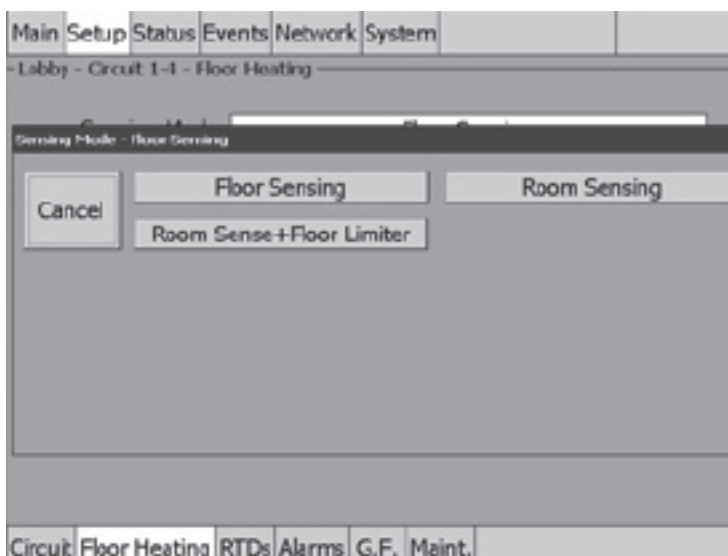 Main Setup Status Events Network System
Lobby - Circuit 1-4 - Floor Heating
Sensing Mode - Floor Sensing
Cancel
Floor Sensing
Room Sensing
Room Sense+Floor Limiter
Circuit Floor Heating RTDs Alarms G.F. Maint.